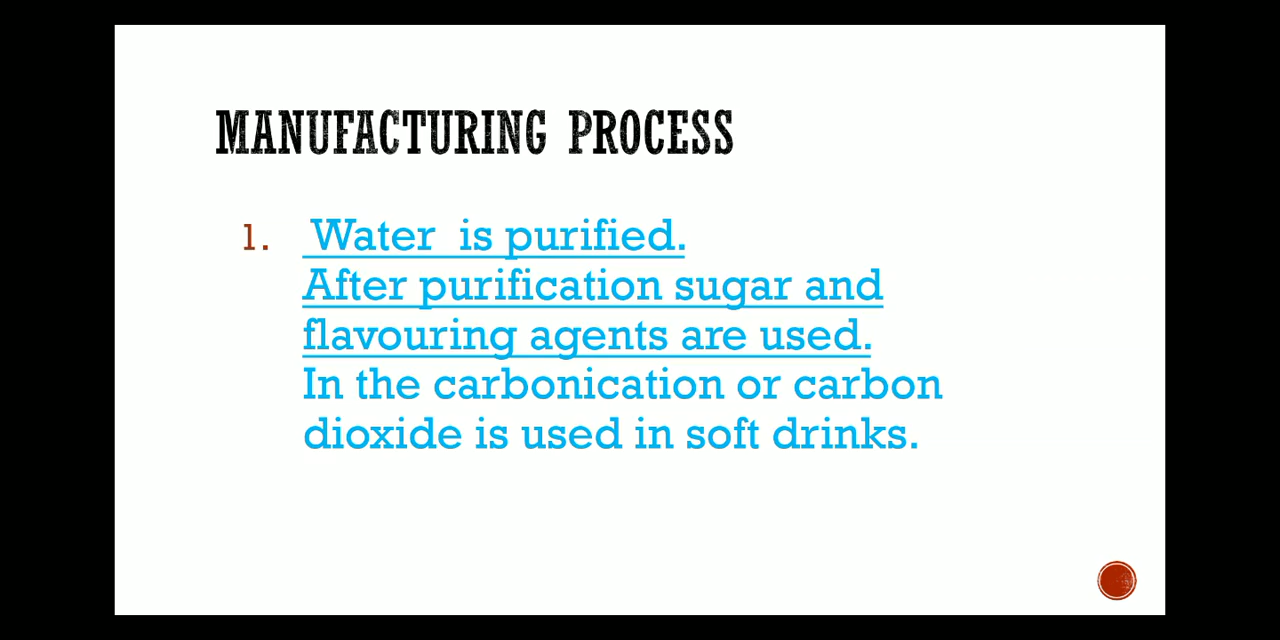 MANUFACTURING PROCESS
1. Water is purified.
After purification sugar and
flavouring agents are used.
In the carbonication or carbon
dioxide is used in soft drinks.